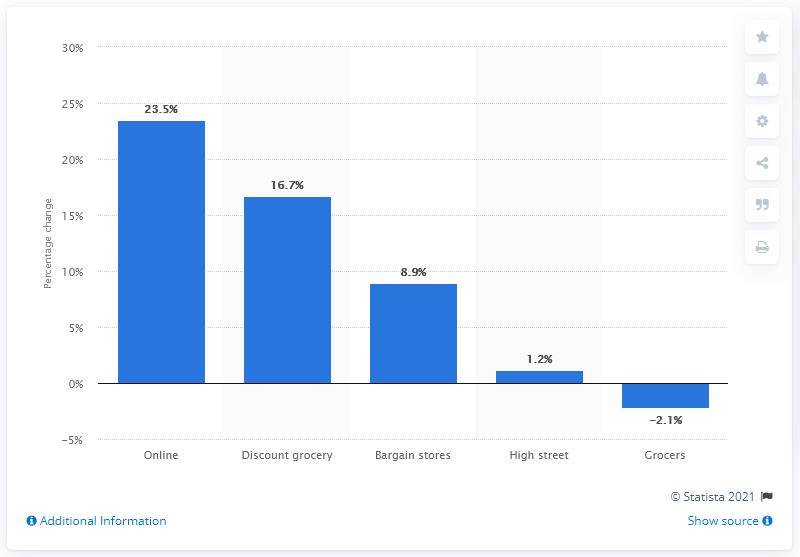 30%
25%
20%
15%
10%
5%
0%
−5%
Percentage change
23.5%
16.7%
8.9%
1.2%
−2.1%
Online
Discount grocery
Bargain stores
High street
Grocers
© Statista 2021
Additional Information
Show source